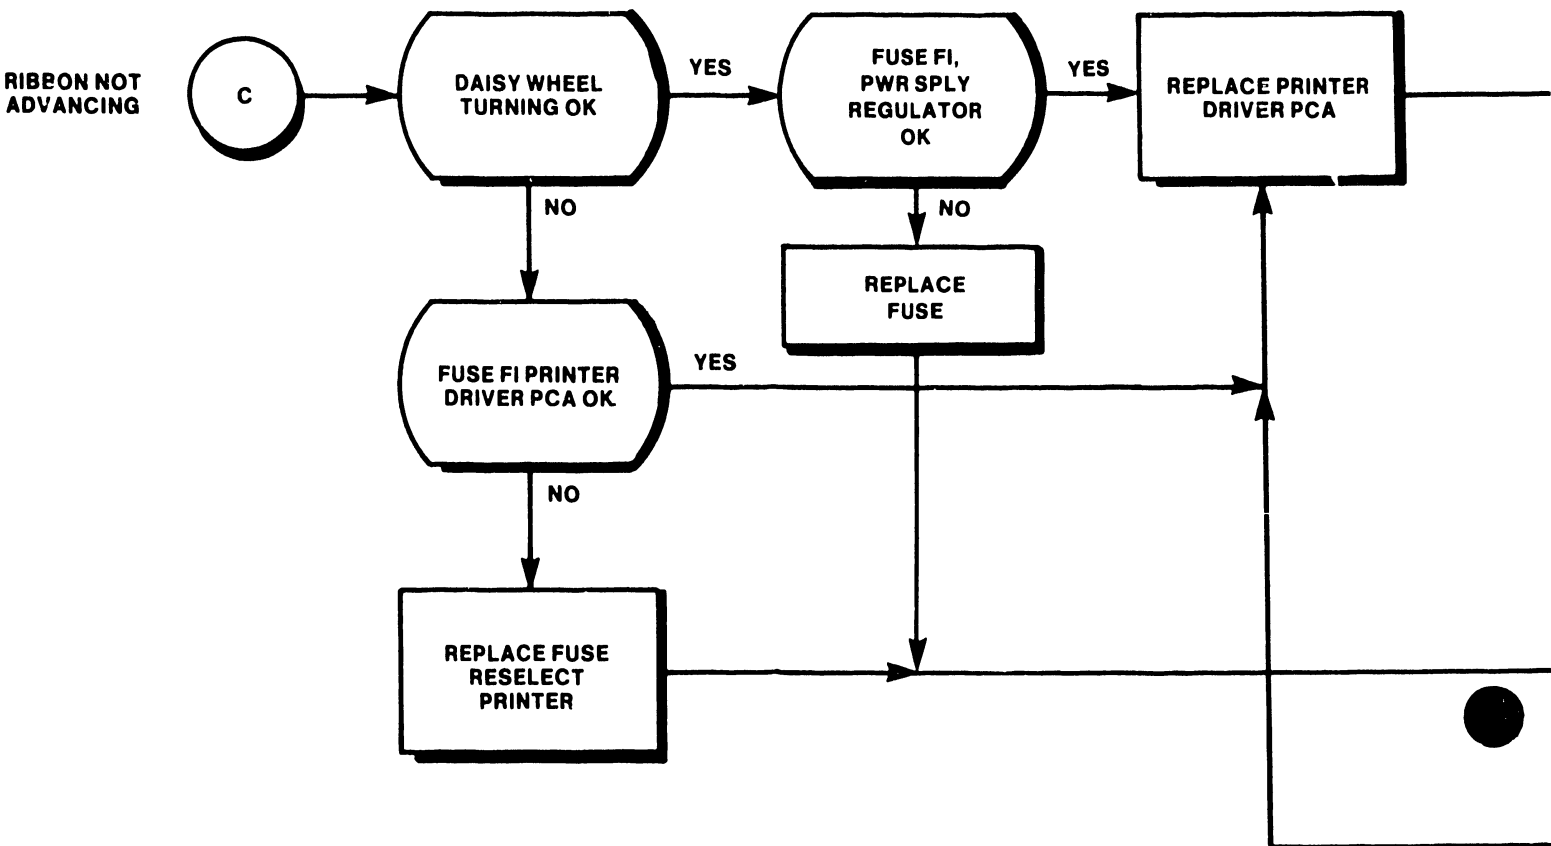 RIBBON NOT
ADVANCING
C
DAISY WHEEL
TURNING OK
YES
FUSE FI,
PWR SPLY
REGULATOR
OK
YES
REPLACE PRINTER
DRIVER PCA
NO
NO
REPLACE
FUSE
FUSE FI PRINTER
DRIVER PCA OK
YES
NO
REPLACE FUSE
RESELECT
PRINTER